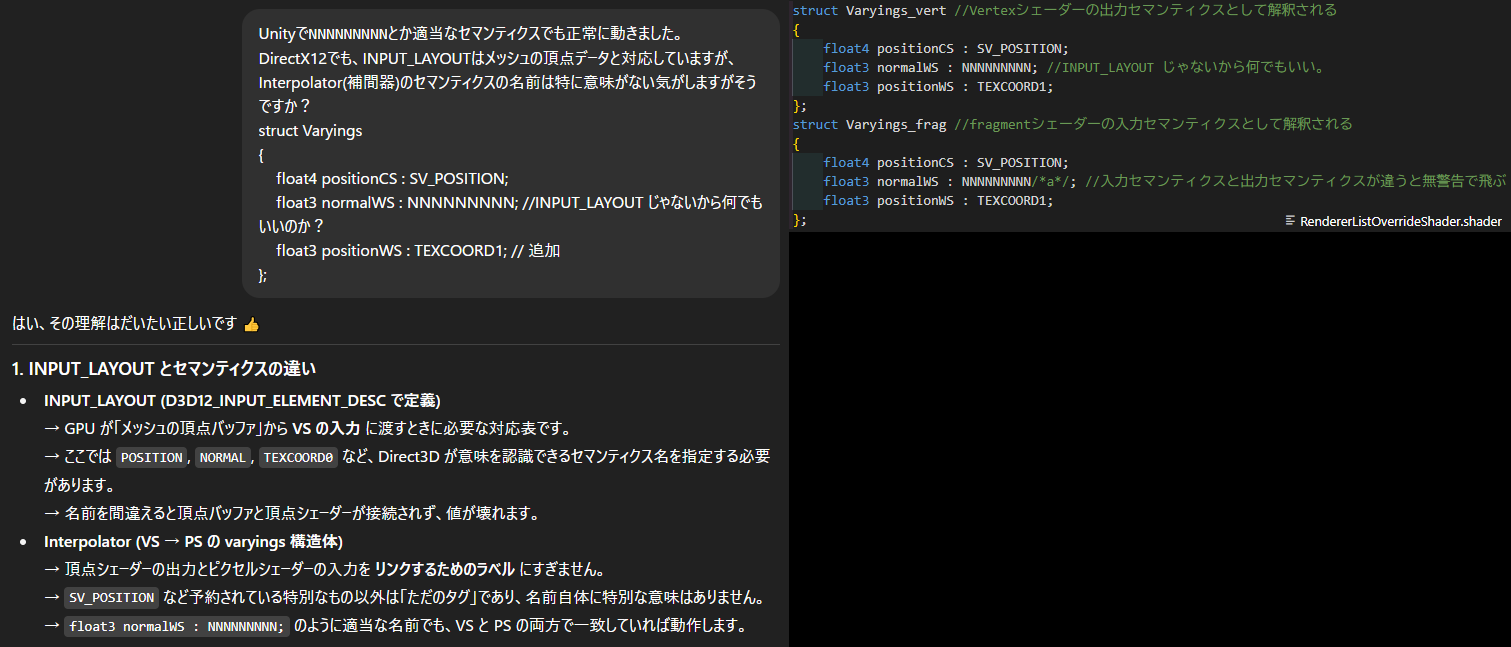 UnityでNNNNNNNNNとか適当なセマンティクスでも正常に動きました。
DirectX12でも、INPUT_LAYOUTはメッシュの頂点データと対応していますが、
Interpolator(補間器)のセマンティクスの名前は特に意味がない気がしますがそう
ですか？
struct Varyings
{
float4 positionCS : SV_POSITION;
float3 normalWS : NNNNNNNNN; //INPUT_LAYOUT じゃないから何でも
いいのか？
float3 positionWS : TEXCOORD1; // 追加
};
はい、その理解はだいたい正しいです 👍
1. INPUT_LAYOUT とセマンティクスの違い
• INPUT_LAYOUT (D3D12_INPUT_ELEMENT_DESC で定義)
→ GPU が「メッシュの頂点バッファ」から VS の入力 に渡すときに必要な対応表です。
→ ここでは POSITION, NORMAL, TEXCOORD0 など、Direct3D が意味を認識できるセマンティクス名を指定する必要
があります。
→ 名前を間違えると頂点バッファと頂点シェーダーが接続されず、値が壊れます。
• Interpolator (VS → PS の varyings 構造体)
→ 頂点シェーダーの出力とピクセルシェーダーの入力を リンクするためのラベル にすぎません。
→ SV_POSITION など予約されている特別なもの以外は「ただのタグ」であり、名前自体に特別な意味はありません。
→ float3 normalWS : NNNNNNNNN; のように適当な名前でも、VS と PS の両方で一致していれば動作します。
struct Varyings_vert //Vertexシェーダーの出力セマンティクスとして解釈される
{
float4 positionCS : SV_POSITION;
float3 normalWS : NNNNNNNNN; //INPUT_LAYOUT じゃないから何でもいい。
float3 positionWS : TEXCOORD1;
};
struct Varyings_frag //fragmentシェーダーの入力セマンティクスとして解釈される
{
float4 positionCS : SV_POSITION;
float3 normalWS : NNNNNNNNN/*a*/; //入力セマンティクスと出力セマンティクスが違うと無警告で飛ぶ
float3 positionWS : TEXCOORD1;
};
RendererListOverrideShader.shader